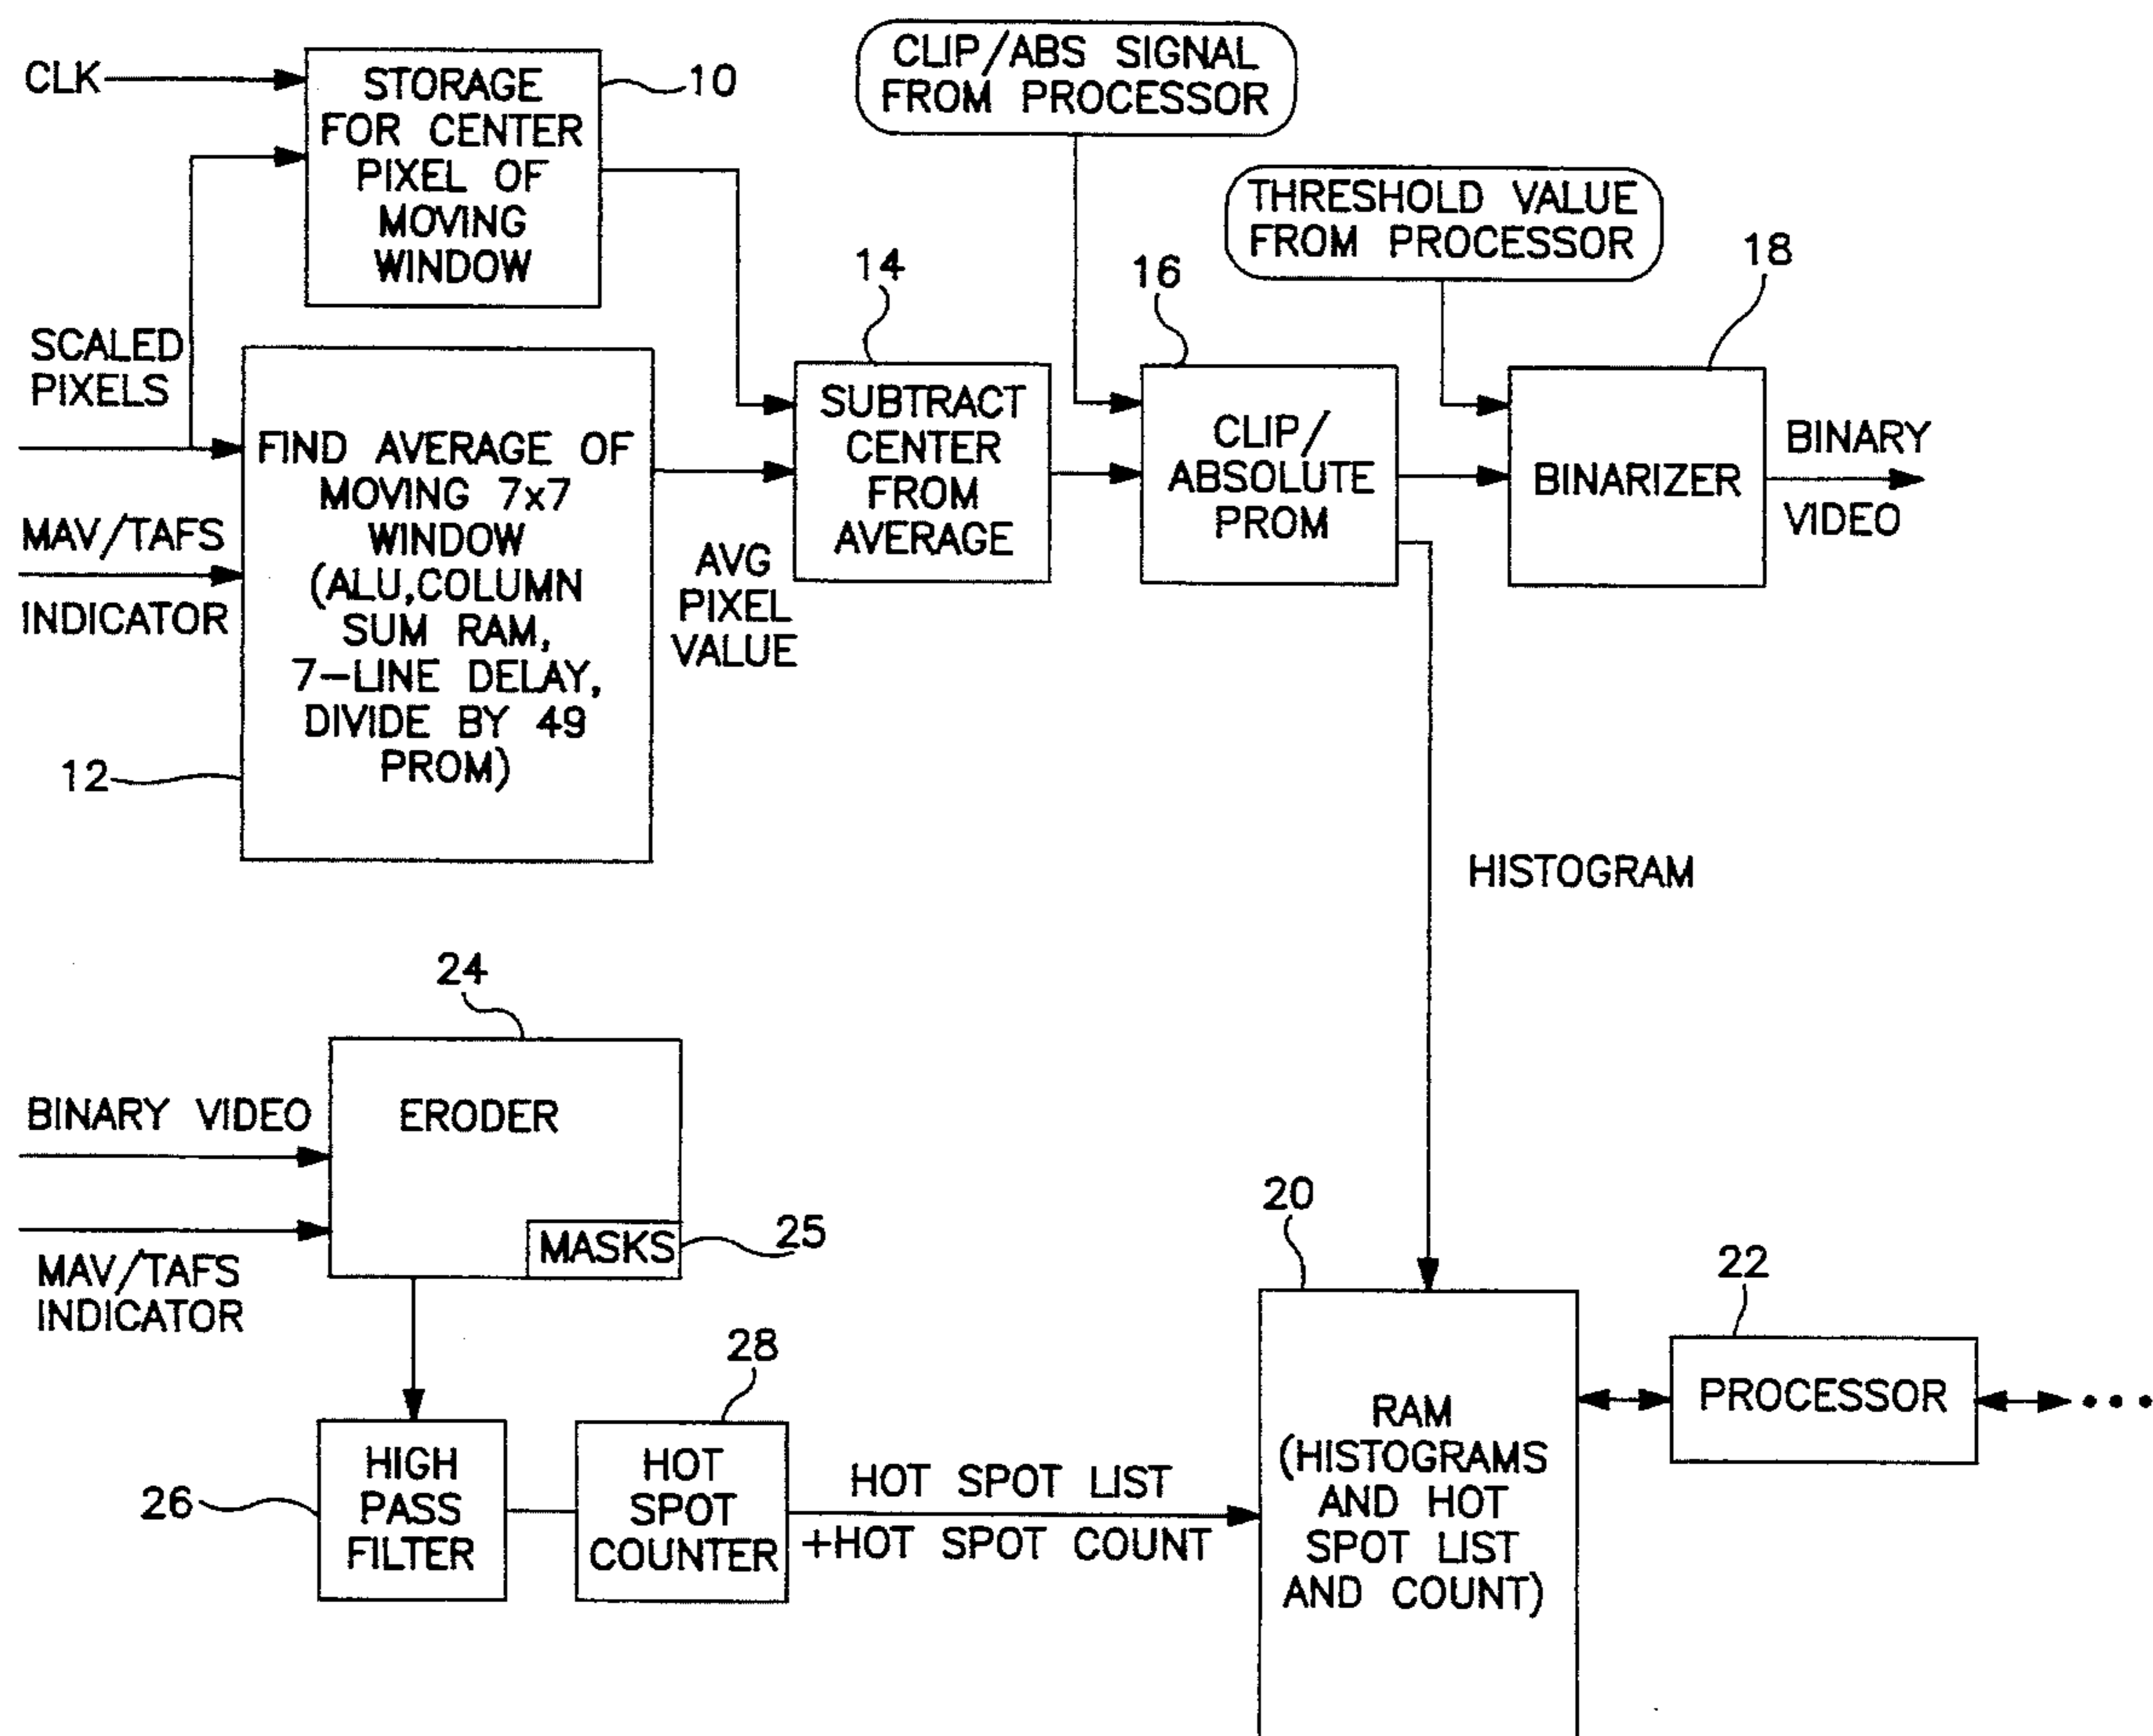 CLK
STORAGE
FOR CENTER
PIXEL OF
MOVING
WINDOW
10
CLIP/ABS SIGNAL
FROM PROCESSOR
THRESHOLD VALUE
FROM PROCESSOR
SCALED
PIXELS
MAV/TAFS
INDICATOR
FIND AVERAGE OF
MOVING 7x7
WINDOW
(ALU,COLUMN
SUM RAM,
7-LINE DELAY,
DIVIDE BY 49
PROM)
12
AVG
PIXEL
VALUE
14
SUBTRACT
CENTER
FROM
AVERAGE
16
CLIP/
ABSOLUTE
PROM
18
BINARIZER
BINARY
VIDEO
HISTOGRAM
24
BINARY VIDEO
ERODER
MASKS
25
MAV/TAFS
INDICATOR
26
HIGH
PASS
FILTER
28
HOT
SPOT
COUNTER
HOT SPOT LIST
+HOT SPOT COUNT
20
RAM
(HISTOGRAMS
AND HOT
SPOT LIST
AND COUNT)
22
PROCESSOR